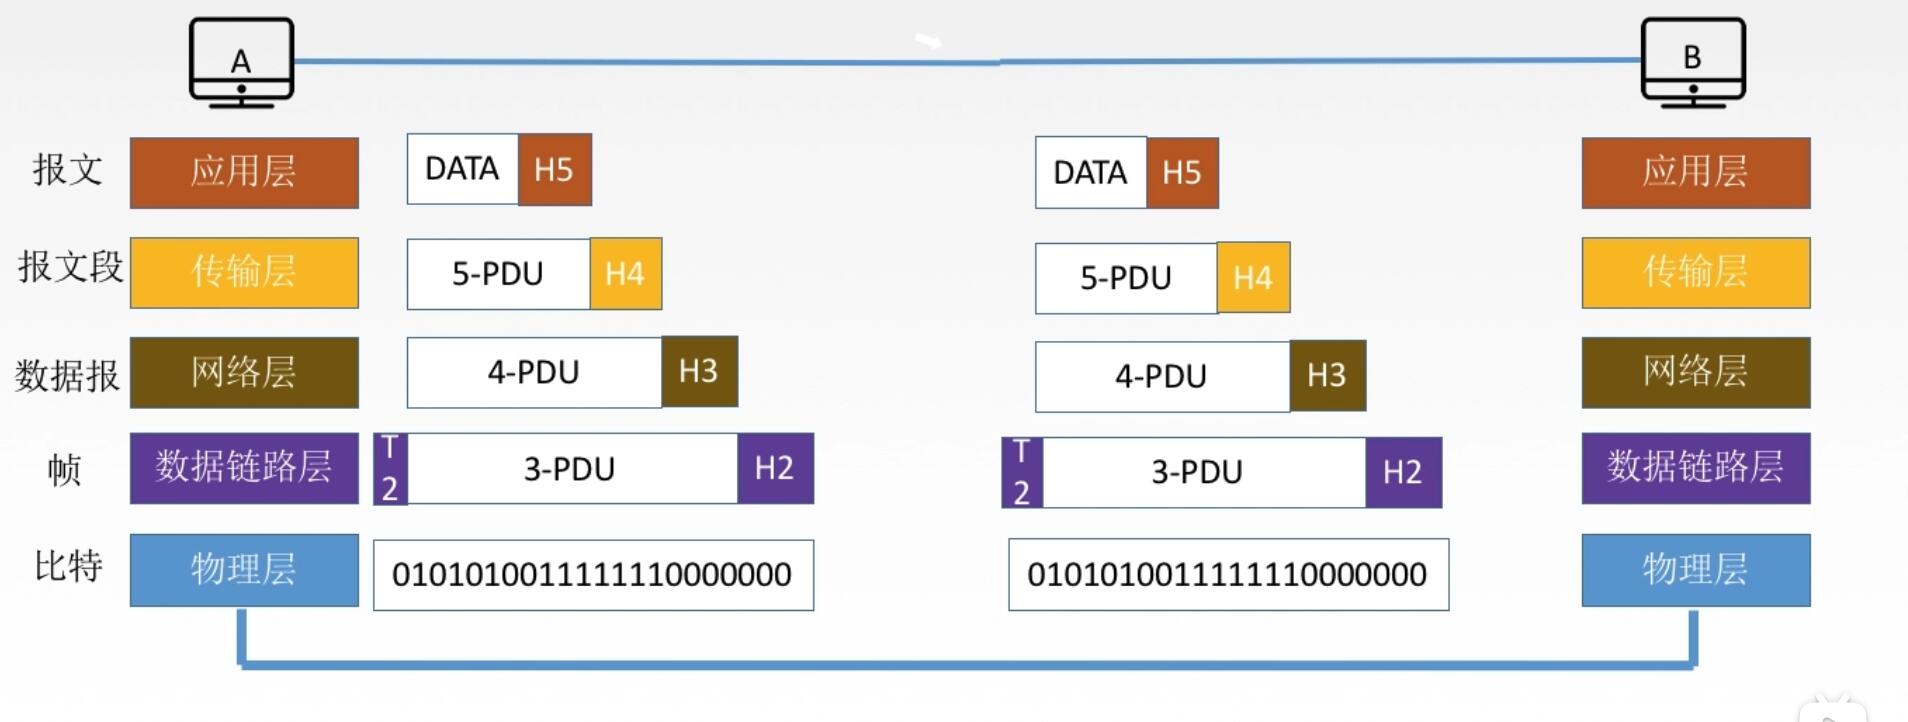 A
B
报文 应用层 DATA H5 DATA H5 应用层
报文段 传输层 5-PDU H4 5-PDU H4 传输层
数据报 网络层 4-PDU H3 4-PDU H3 网络层
帧 数据链路层 T2 3-PDU H2 T2 3-PDU H2 数据链路层
比特 物理层 0101010011111110000000 0101010011111110000000 物理层